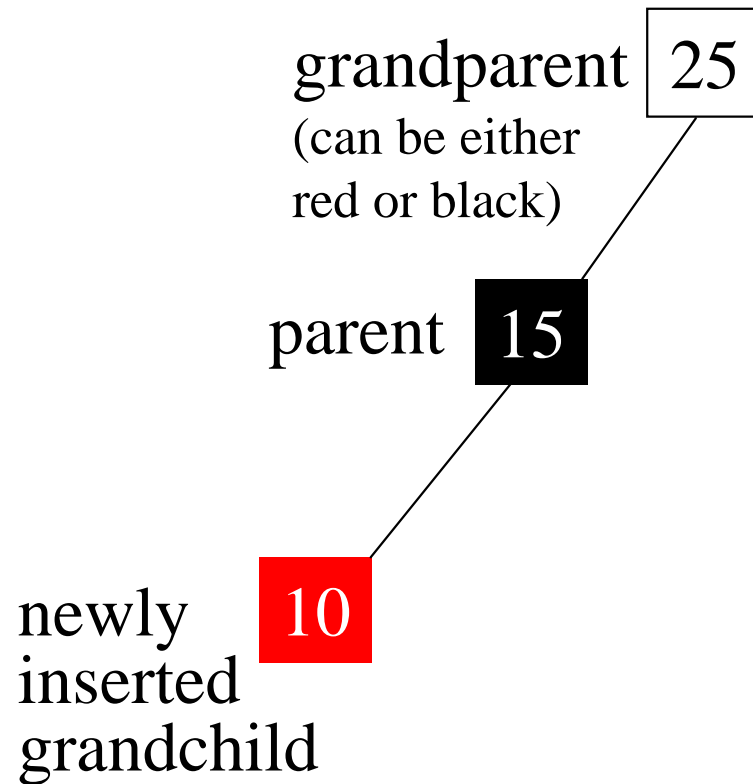 grandparent 25
(can be either
red or black)
parent 15
10
newly
inserted
grandchild